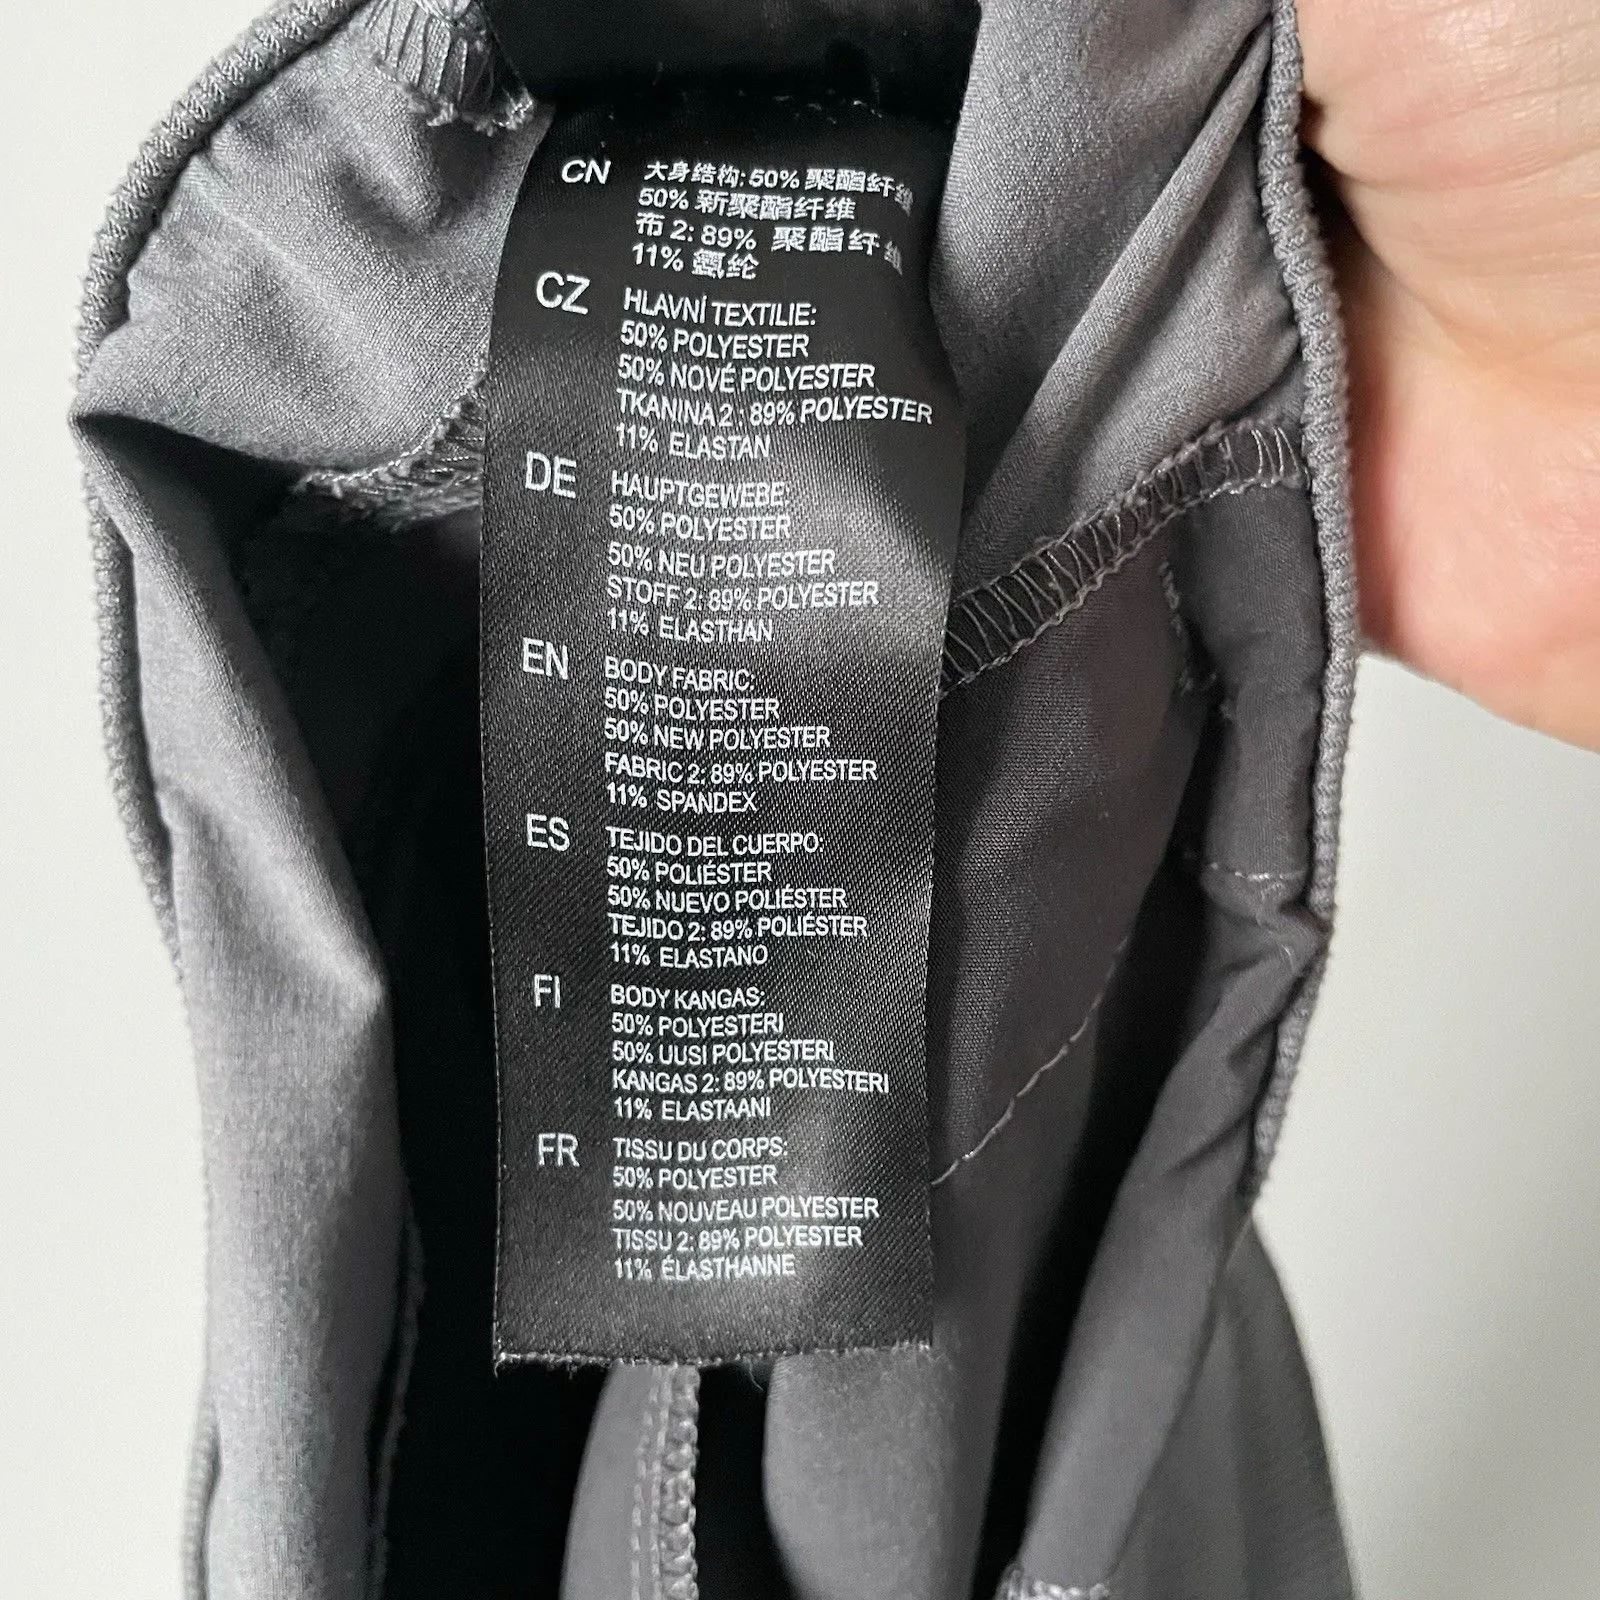 CN 大身结构: 50% 聚酯纤维
50% 新聚酯纤维
布 2: 89% 聚酯纤维
11% 氨纶
CZ HLAVNÍ TEXTILIE:
50% POLYESTER
50% NOVÉ POLYESTER
TKANINA 2 : 89% POLYESTER
11% ELASTAN
DE HAUPTGEWEBE:
50% POLYESTER
50% NEU POLYESTER
STOFF 2: 89% POLYESTER
11% ELASTHAN
EN BODY FABRIC:
50% POLYESTER
50% NEW POLYESTER
FABRIC 2: 89% POLYESTER
11% SPANDEX
ES TEJIDO DEL CUERPO:
50% POLIÉSTER
50% NUEVO POLIÉSTER
TEJIDO 2: 89% POLIÉSTER
11% ELASTANO
FI BODY KANGAS:
50% POLYESTERI
50% UUSI POLYESTERI
KANGAS 2: 89% POLYESTERI
11% ELASTAANI
FR TISSU DU CORPS:
50% POLYESTER
50% NOUVEAU POLYESTER
TISSU 2: 89% POLYESTER
11% ÉLASTHANNE